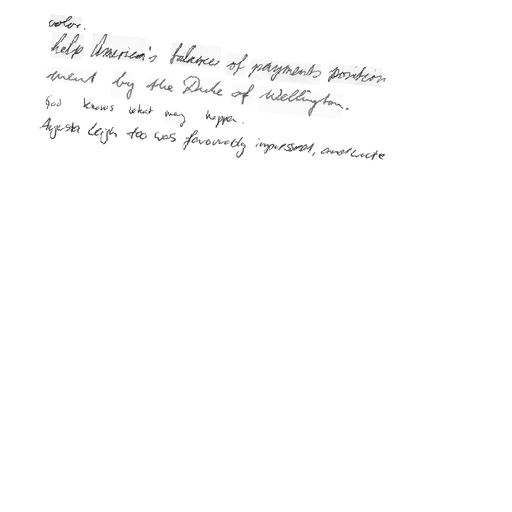 color.
help America's balances of payments position
ment by the Duke of Wellington.
God knows what may happen.
Augusta Leigh too was favourably impressed, and wrote